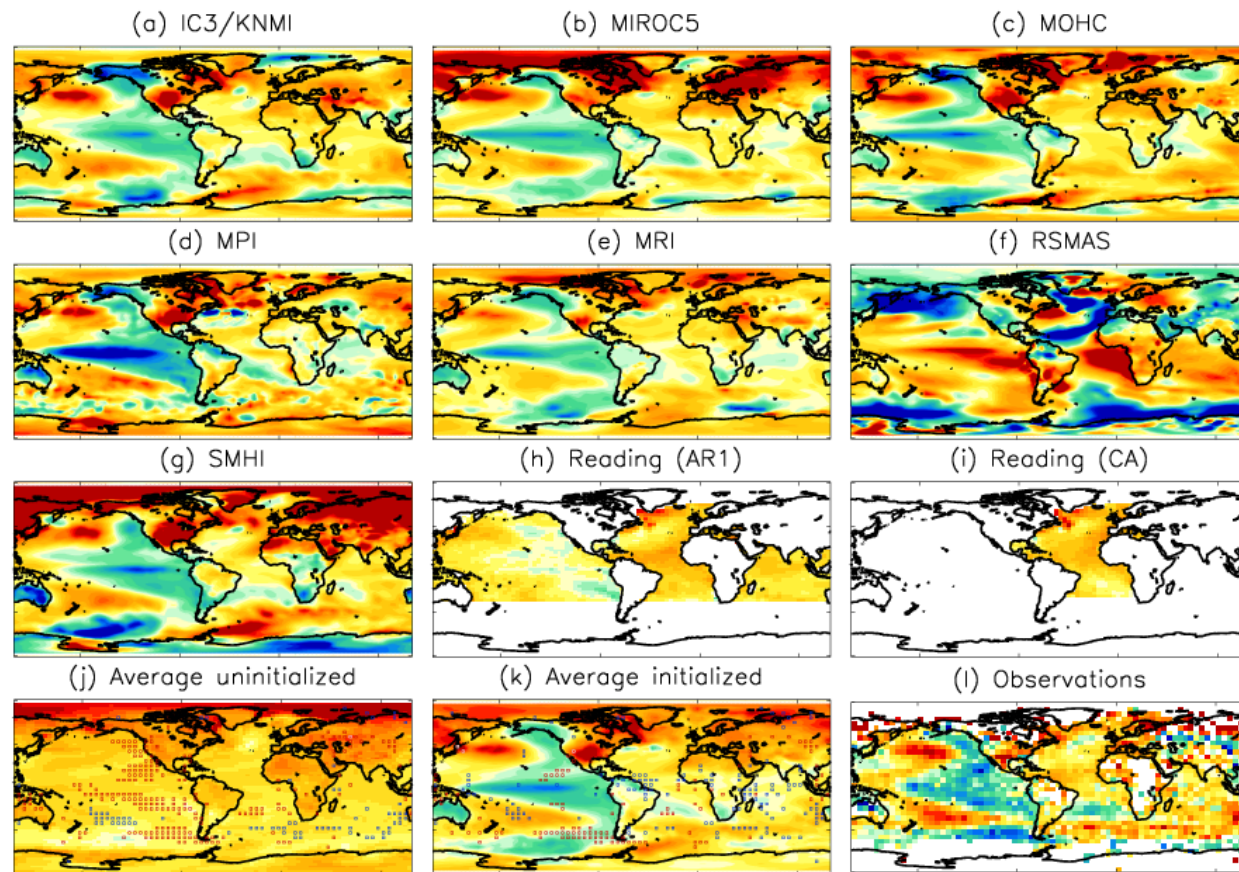 (a) IC3/KNMI
(b) MIROC5
(c) MOHC
(d) MPI
(e) MRI
(f) RSMAS
(g) SMHI
(h) Reading (AR1)
(i) Reading (CA)
(j) Average uninitialized
(k) Average initialized
(l) Observations